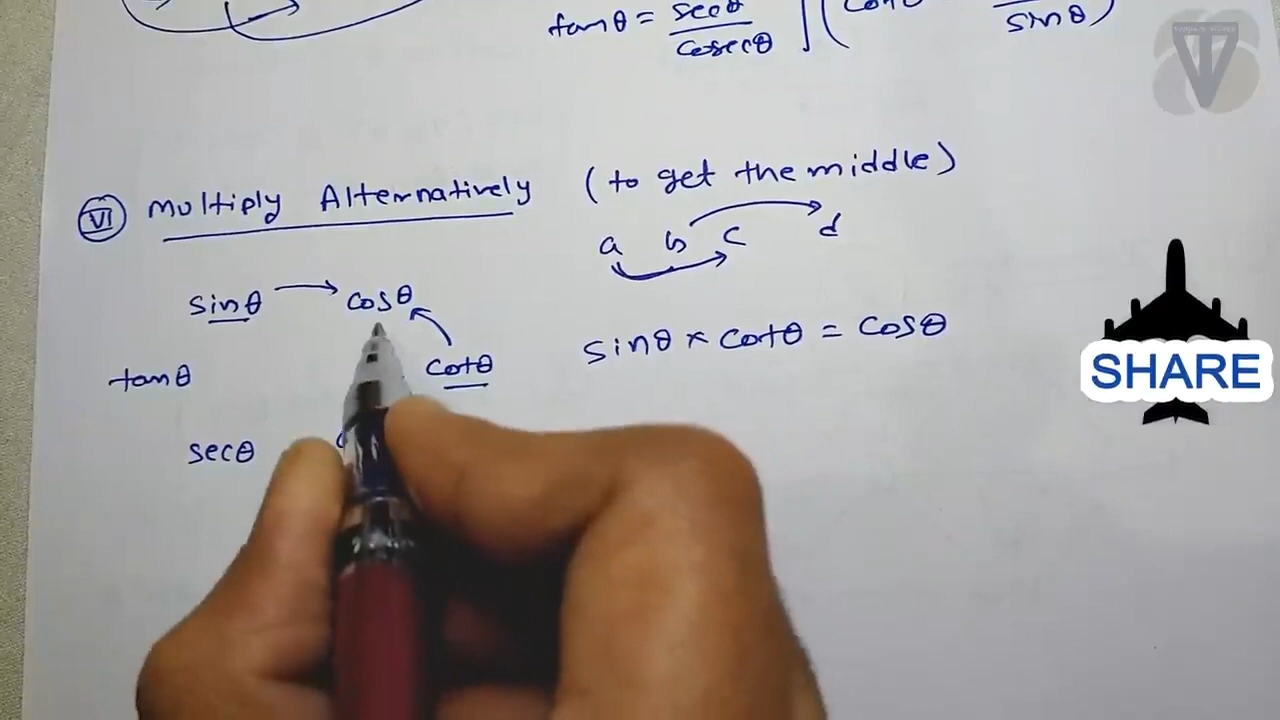 tanθ = secθ / cosecθ
sinθ)
VI Multiply Alternatively (to get the middle)
a b c d
sinθ cosθ
sinθ × cotθ = cosθ
tanθ cotθ
secθ
SHARE